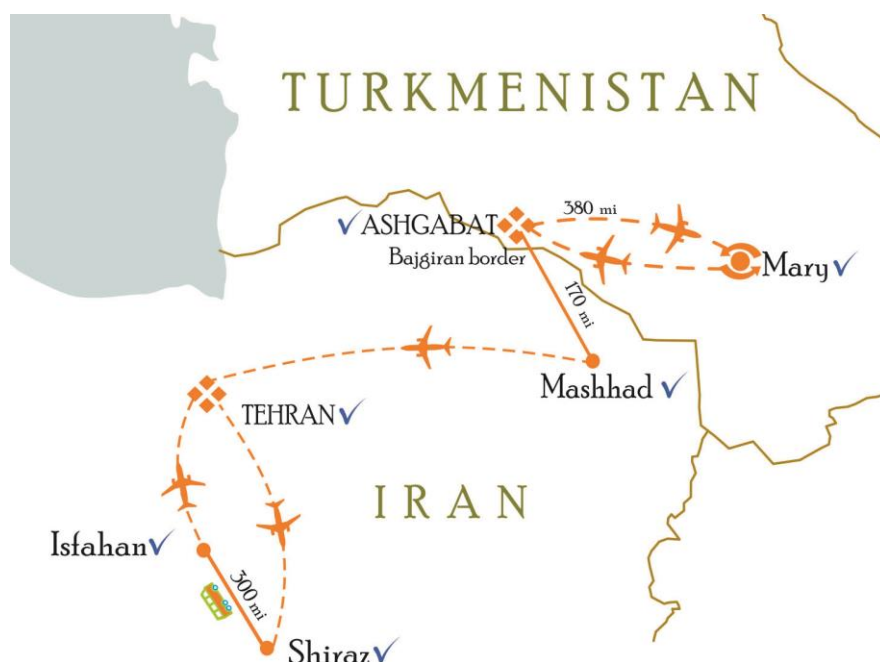 TURKMENISTAN
380 mi
ASHGABAT
Bajgiran border
Mary
170 mi
Mashhad
TEHRAN
IRAN
Isfahan
300 mi
Shiraz